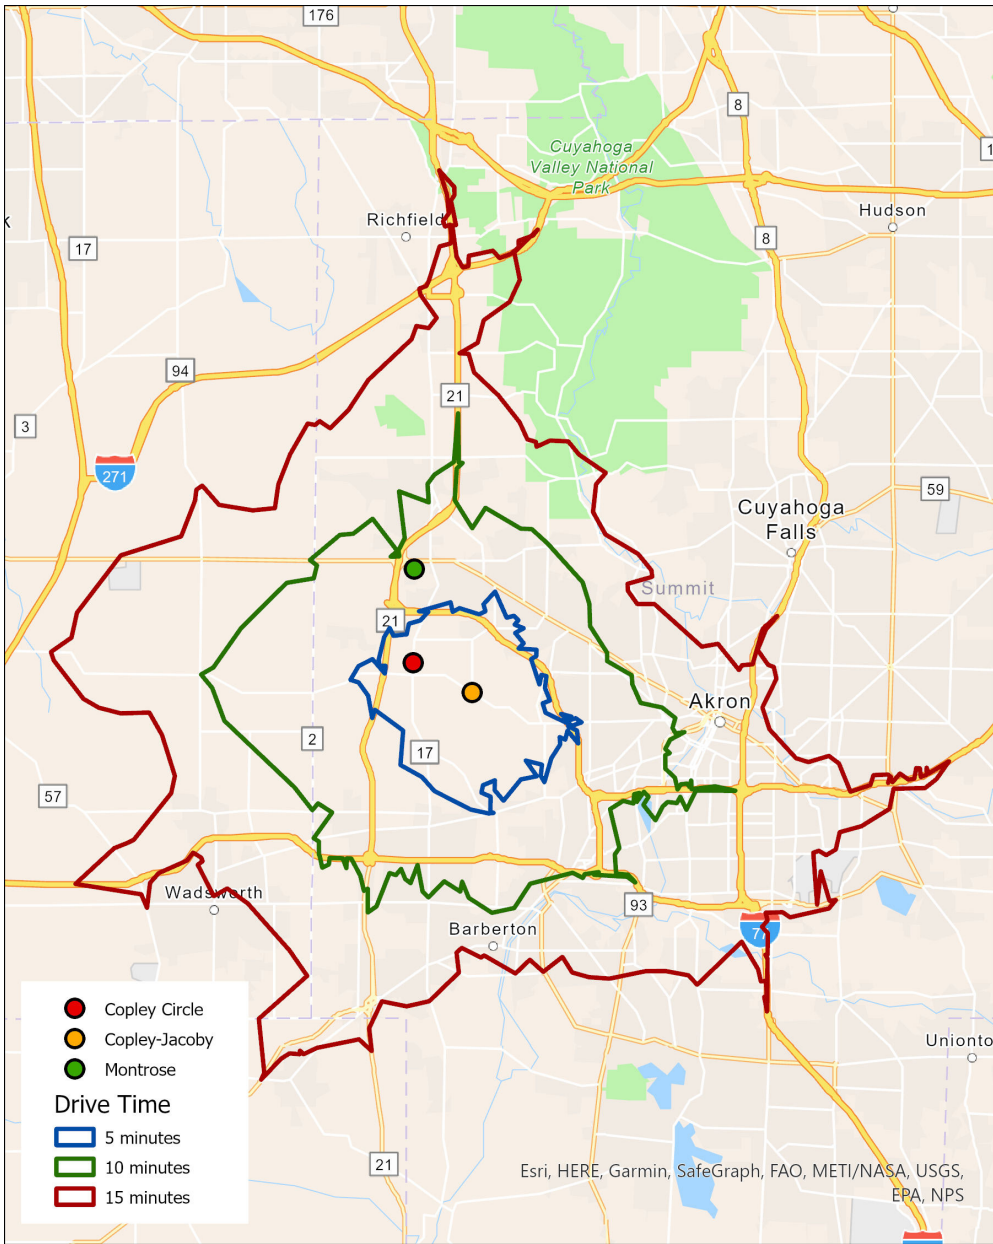 176
8
Cuyahoga
Valley National
Park
1
Richfield
Hudson
17
8
94
21
3
271
59
Cuyahoga
Falls
Summit
21
Akron
2
17
57
Wadsworth
93
Barberton
7
Copley Circle
Copley-Jacoby
Montrose
Drive Time
5 minutes
10 minutes
15 minutes
Unionto
21
Esri, HERE, Garmin, SafeGraph, FAO, METI/NASA, USGS,
EPA, NPS